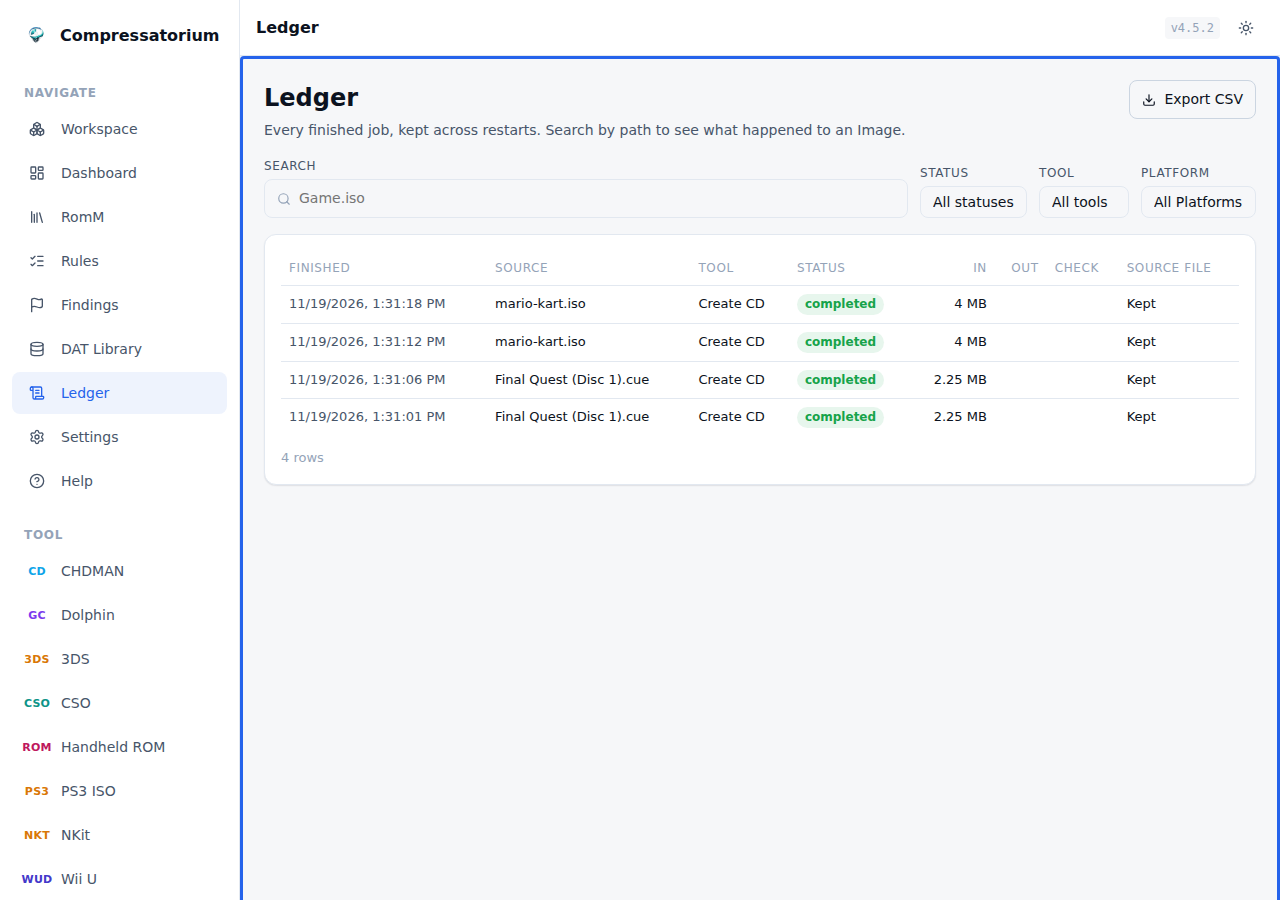 Compressatorium
NAVIGATE
Workspace
Dashboard
RomM
Rules
Findings
DAT Library
Ledger
Settings
Help
TOOL
CD CHDMAN
GC Dolphin
3DS 3DS
CSO CSO
ROM Handheld ROM
PS3 PS3 ISO
NKT NKit
WUD Wii U
Ledger
v4.5.2
Ledger
Export CSV
Every finished job, kept across restarts. Search by path to see what happened to an Image.
SEARCH STATUS TOOL PLATFORM
Game.iso All statuses All tools All Platforms
FINISHED SOURCE TOOL STATUS IN OUT CHECK SOURCE FILE
11/19/2026, 1:31:18 PM mario-kart.iso Create CD completed 4 MB Kept
11/19/2026, 1:31:12 PM mario-kart.iso Create CD completed 4 MB Kept
11/19/2026, 1:31:06 PM Final Quest (Disc 1).cue Create CD completed 2.25 MB Kept
11/19/2026, 1:31:01 PM Final Quest (Disc 1).cue Create CD completed 2.25 MB Kept
4 rows